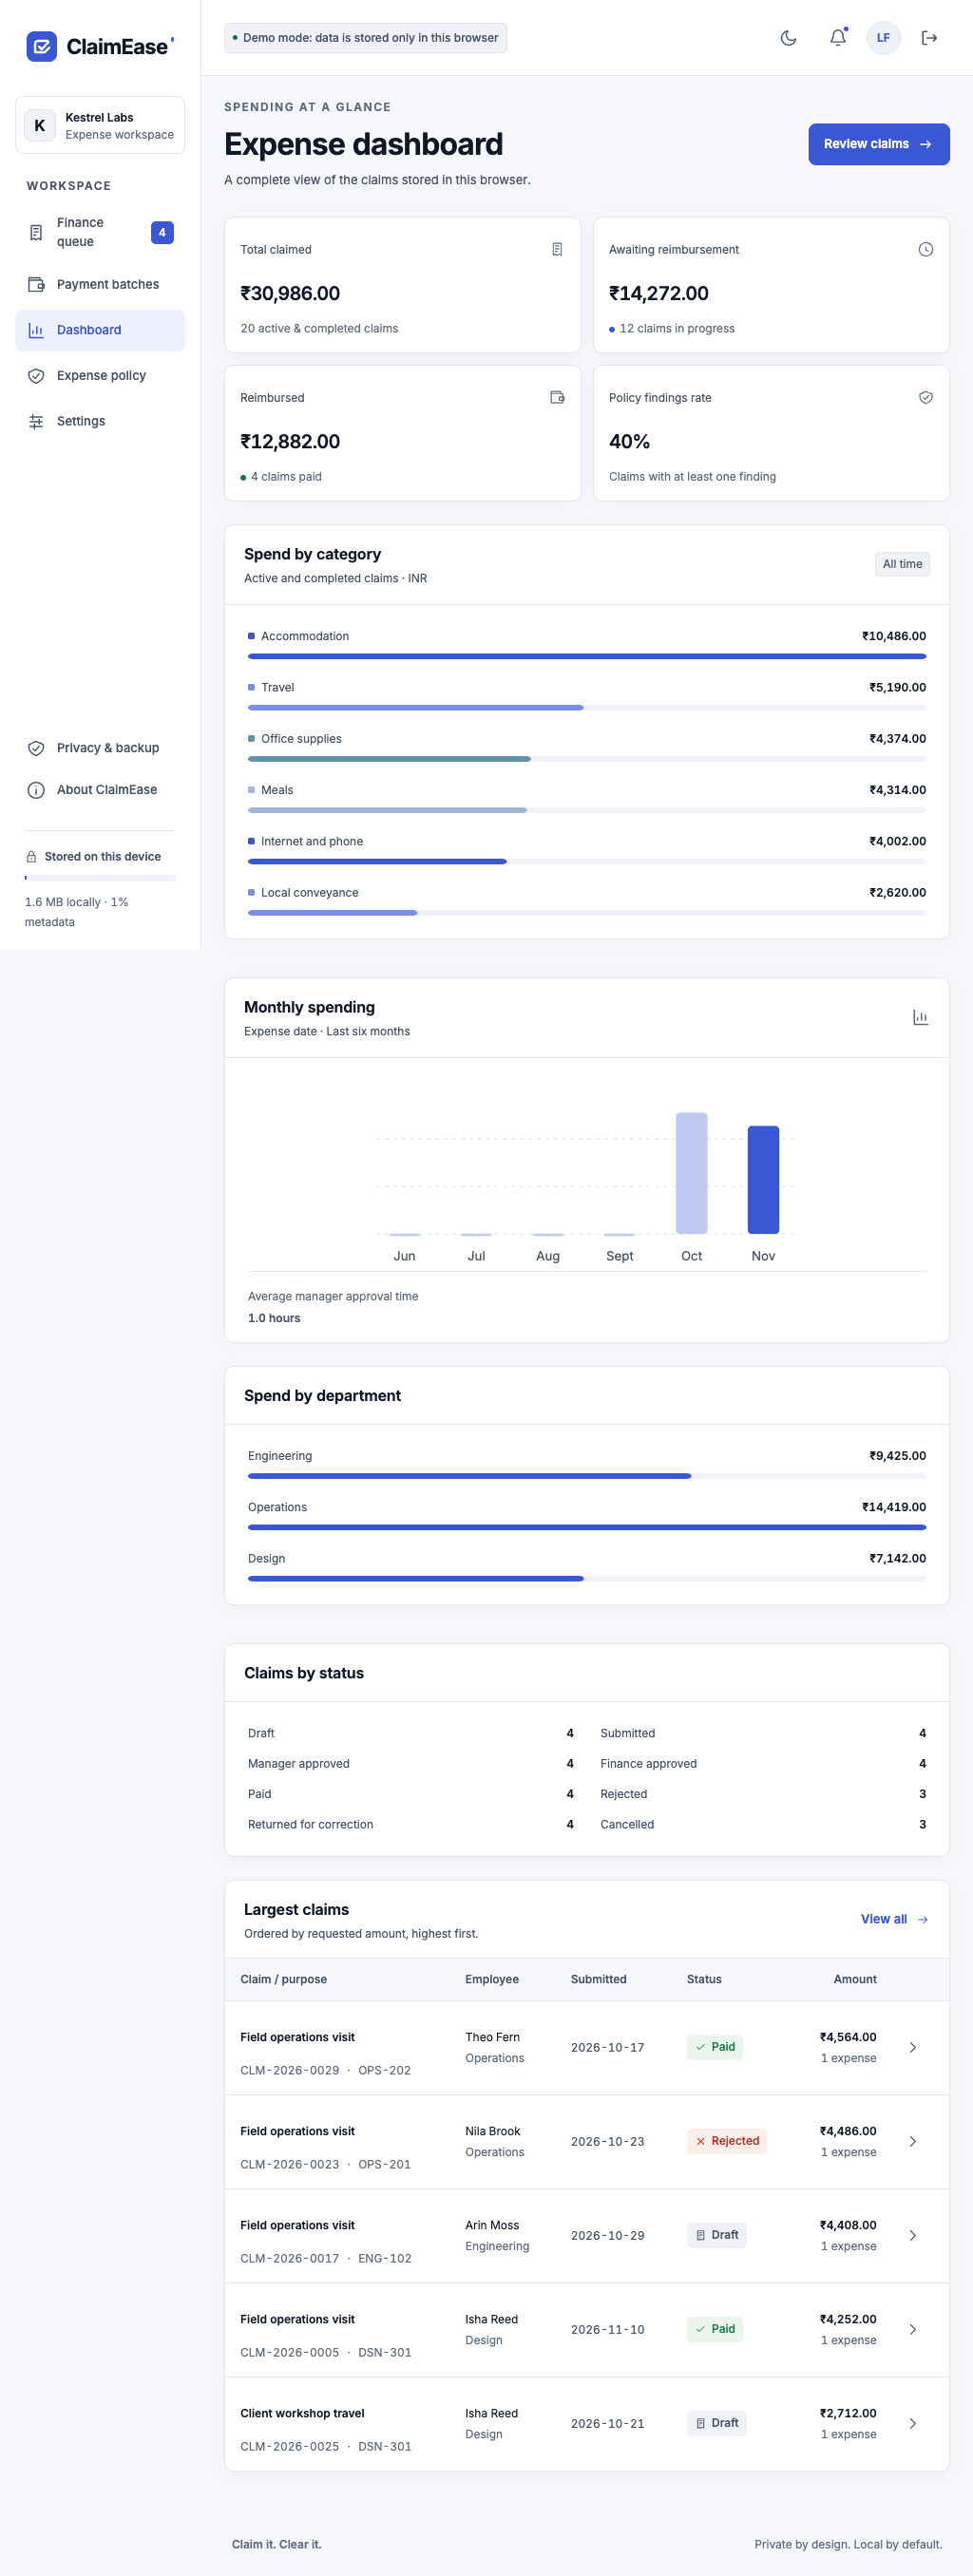 ClaimEase
K
Kestrel Labs
Expense workspace
WORKSPACE
Finance
queue
4
Payment batches
Dashboard
Expense policy
Settings
Privacy & backup
About ClaimEase
Stored on this device
1.6 MB locally · 1%
metadata
Demo mode: data is stored only in this browser
LF
SPENDING AT A GLANCE
Expense dashboard
A complete view of the claims stored in this browser.
Review claims
Total claimed
₹30,986.00
20 active & completed claims
Awaiting reimbursement
₹14,272.00
12 claims in progress
Reimbursed
₹12,882.00
4 claims paid
Policy findings rate
40%
Claims with at least one finding
Spend by category
Active and completed claims · INR
All time
Accommodation ₹10,486.00
Travel ₹5,190.00
Office supplies ₹4,374.00
Meals ₹4,314.00
Internet and phone ₹4,002.00
Local conveyance ₹2,620.00
Monthly spending
Expense date · Last six months
Jun Jul Aug Sept Oct Nov
Average manager approval time
1.0 hours
Spend by department
Engineering ₹9,425.00
Operations ₹14,419.00
Design ₹7,142.00
Claims by status
Draft 4 Submitted 4
Manager approved 4 Finance approved 4
Paid 4 Rejected 3
Returned for correction 4 Cancelled 3
Largest claims
Ordered by requested amount, highest first.
View all
Claim / purpose Employee Submitted Status Amount
Field operations visit
CLM-2026-0029 · OPS-202
Theo Fern
Operations
2026-10-17
Paid
₹4,564.00
1 expense
Field operations visit
CLM-2026-0023 · OPS-201
Nila Brook
Operations
2026-10-23
Rejected
₹4,486.00
1 expense
Field operations visit
CLM-2026-0017 · ENG-102
Arin Moss
Engineering
2026-10-29
Draft
₹4,408.00
1 expense
Field operations visit
CLM-2026-0005 · DSN-301
Isha Reed
Design
2026-11-10
Paid
₹4,252.00
1 expense
Client workshop travel
CLM-2026-0025 · DSN-301
Isha Reed
Design
2026-10-21
Draft
₹2,712.00
1 expense
Claim it. Clear it.
Private by design. Local by default.